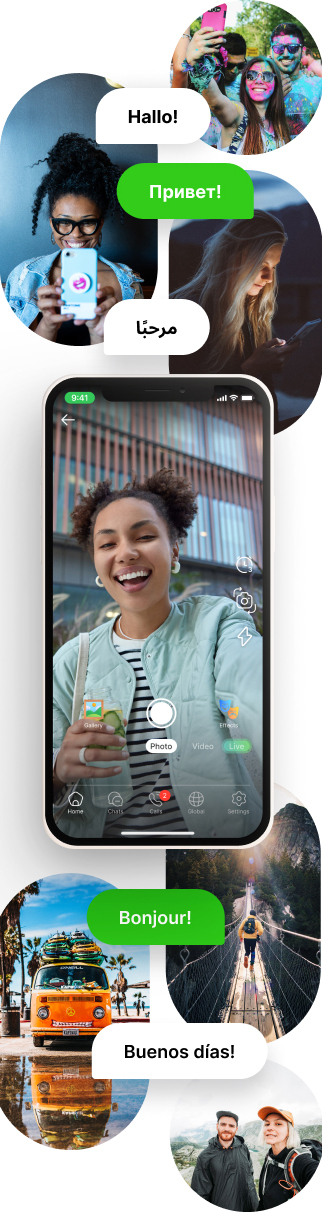 Hallo!
Привет!
مرحبًا
9:41
Gallery
Effects
Photo Video Live
2
Home Chats Calls Global Settings
O'NEILL
Bonjour!
Buenos días!